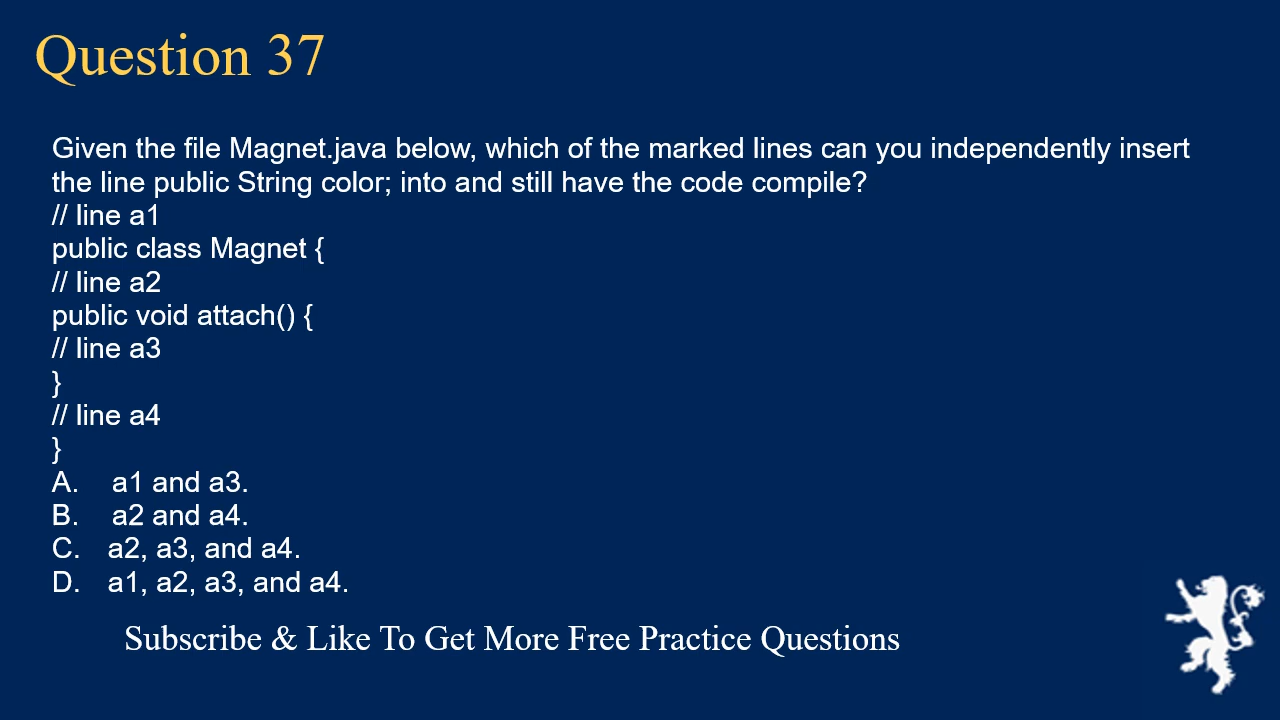 Question 37
Given the file Magnet.java below, which of the marked lines can you independently insert
the line public String color; into and still have the code compile?
// line a1
public class Magnet {
// line a2
public void attach() {
// line a3
}
// line a4
}
A. a1 and a3.
B. a2 and a4.
C. a2, a3, and a4.
D. a1, a2, a3, and a4.
Subscribe & Like To Get More Free Practice Questions